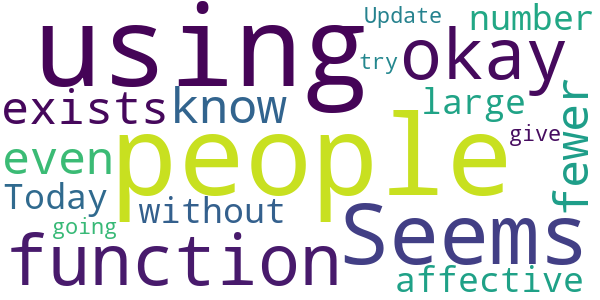 using
Update
number
try
okay
exists
know
large
fewer
even
people
give
Today
without
Seems
going
function
affective